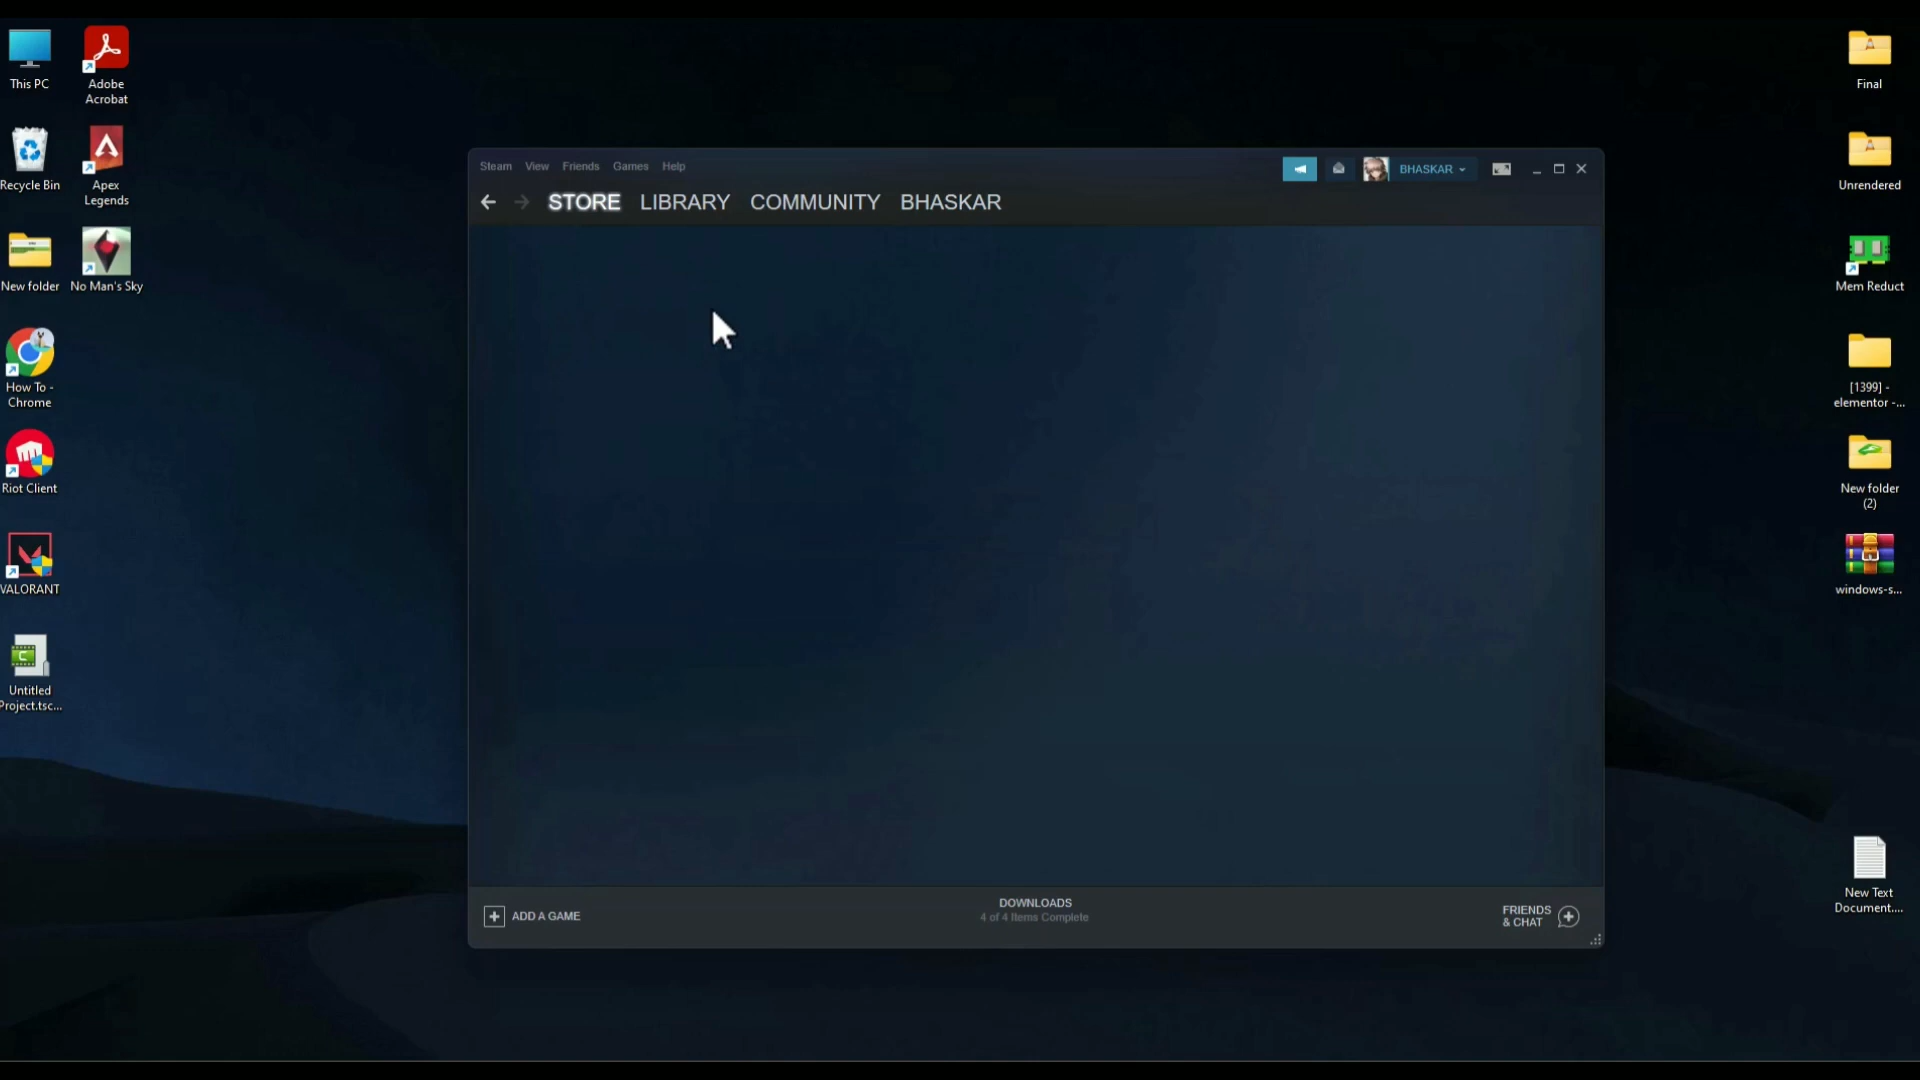 This PC
Adobe
Acrobat
Recycle Bin
Apex
Legends
New folder
No Man's Sky
How To -
Chrome
Riot Client
VALORANT
Untitled
Project.tsc...
Steam View Friends Games Help
BHASKAR
STORE LIBRARY COMMUNITY BHASKAR
ADD A GAME
DOWNLOADS
4 of 4 Items Complete
FRIENDS
& CHAT
Final
Unrendered
Mem Reduct
[1399] -
elementor -...
New folder
(2)
windows-s...
New Text
Document....